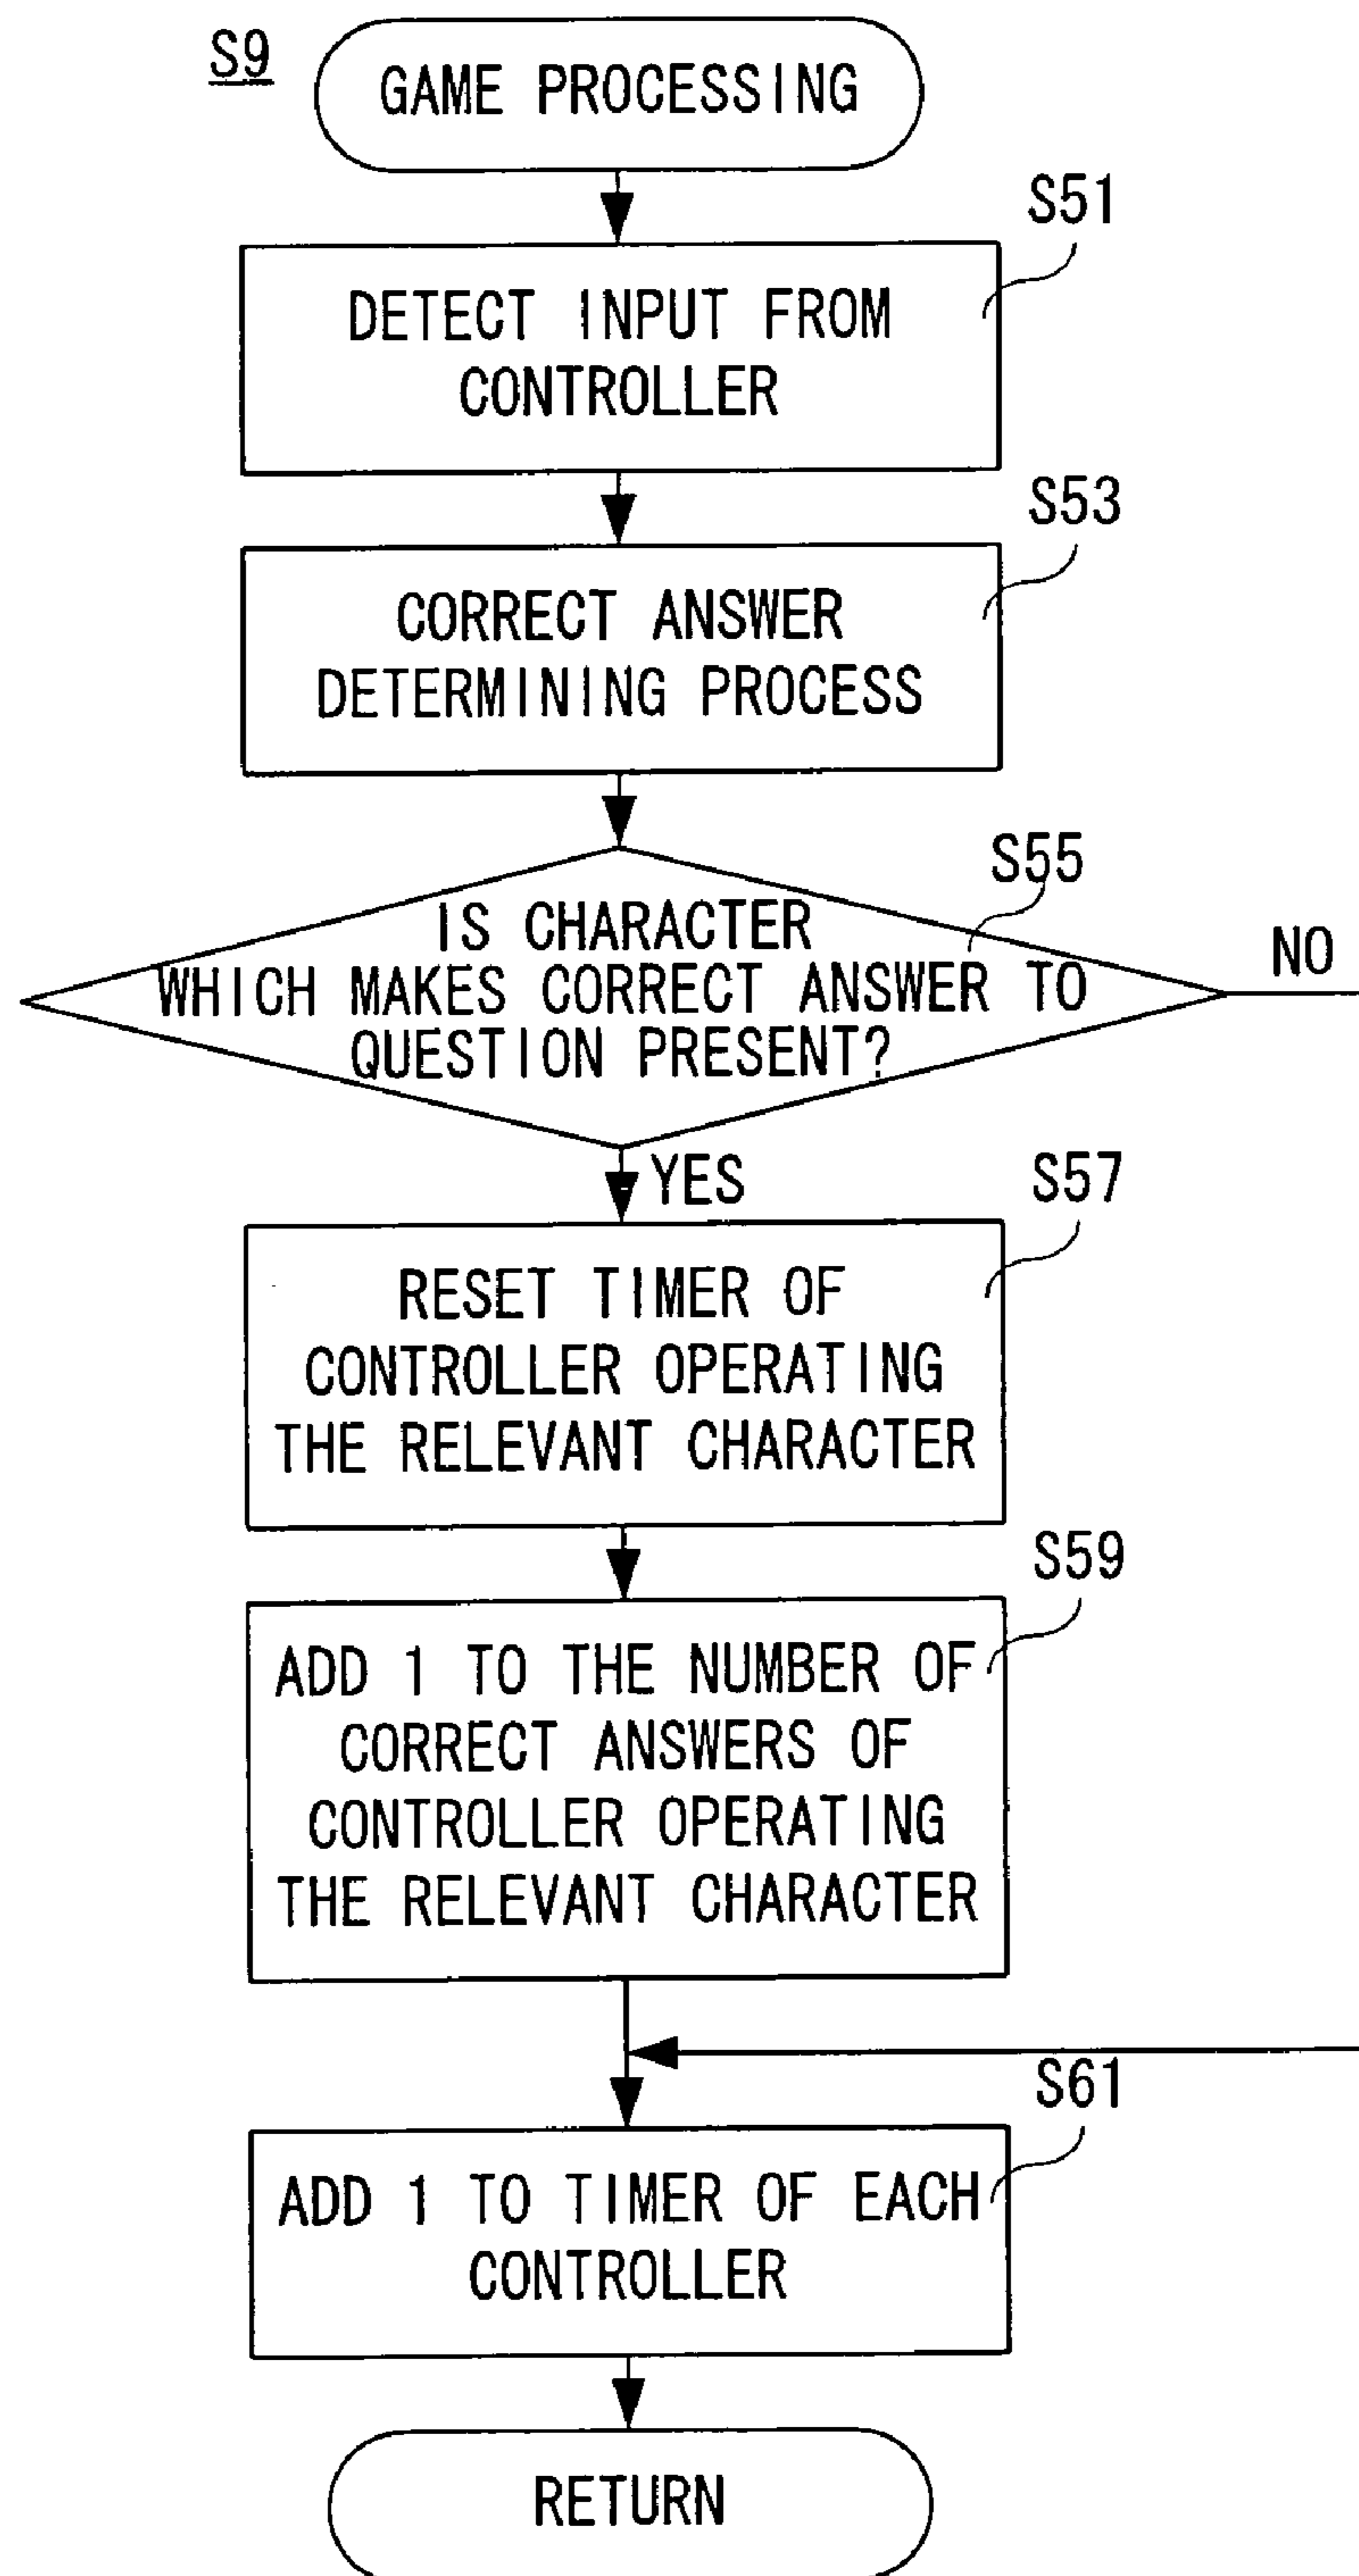 S9
GAME PROCESSING
S51
DETECT INPUT FROM
CONTROLLER
S53
CORRECT ANSWER
DETERMINING PROCESS
S55
IS CHARACTER
WHICH MAKES CORRECT ANSWER TO
QUESTION PRESENT?
NO
YES
S57
RESET TIMER OF
CONTROLLER OPERATING
THE RELEVANT CHARACTER
S59
ADD 1 TO THE NUMBER OF
CORRECT ANSWERS OF
CONTROLLER OPERATING
THE RELEVANT CHARACTER
S61
ADD 1 TO TIMER OF EACH
CONTROLLER
RETURN